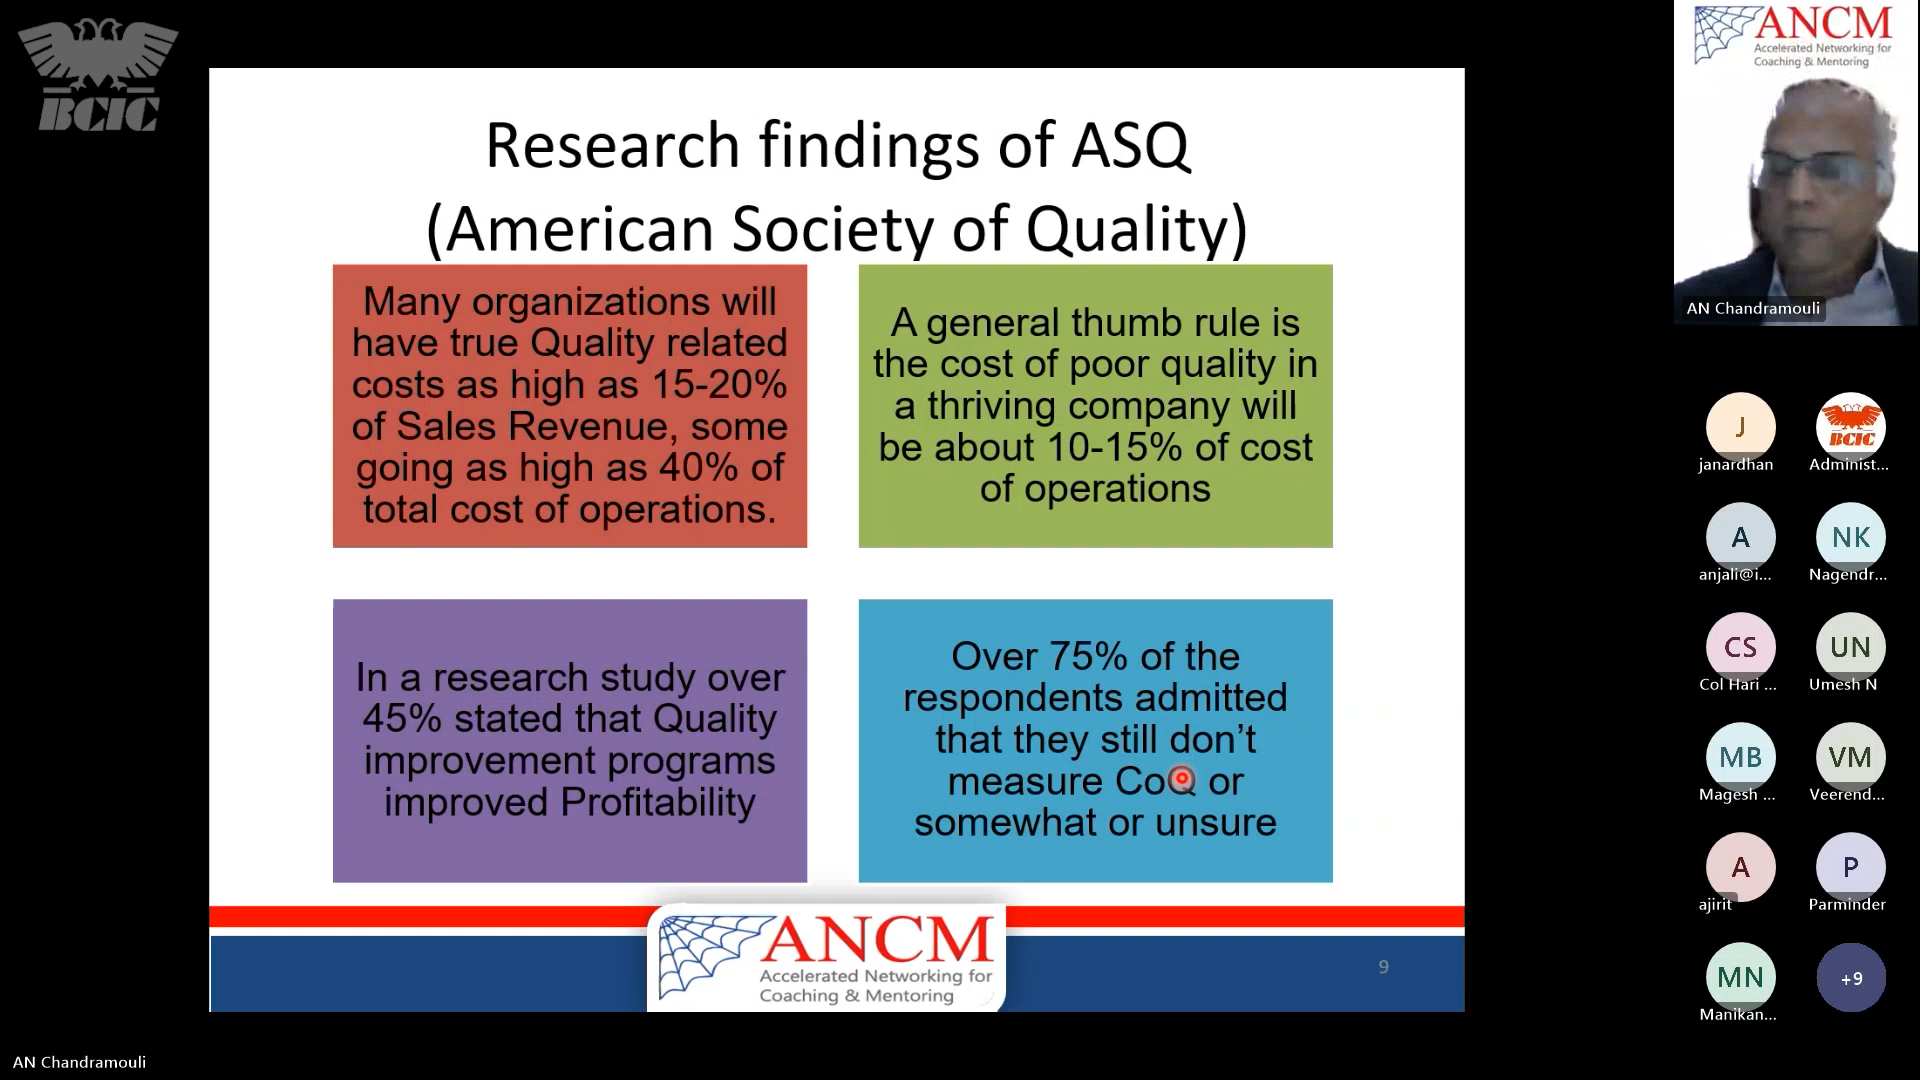 BCIC
Research findings of ASQ
(American Society of Quality)
Many organizations will
have true Quality related
costs as high as 15-20%
of Sales Revenue, some
going as high as 40% of
total cost of operations.
A general thumb rule is
the cost of poor quality in
a thriving company will
be about 10-15% of cost
of operations
In a research study over
45% stated that Quality
improvement programs
improved Profitability
Over 75% of the
respondents admitted
that they still don’t
measure CoQ or
somewhat or unsure
ANCM
Accelerated Networking for
Coaching & Mentoring
9
ANCM
Accelerated Networking for
Coaching & Mentoring
AN Chandramouli
J
janardhan
BCIC
Administ...
A
anjali@i...
NK
Nagendr...
CS
Col Hari ...
UN
Umesh N
MB
Magesh ...
VM
Veerend...
A
ajirit
P
Parminder
MN
Manikan...
+9
AN Chandramouli